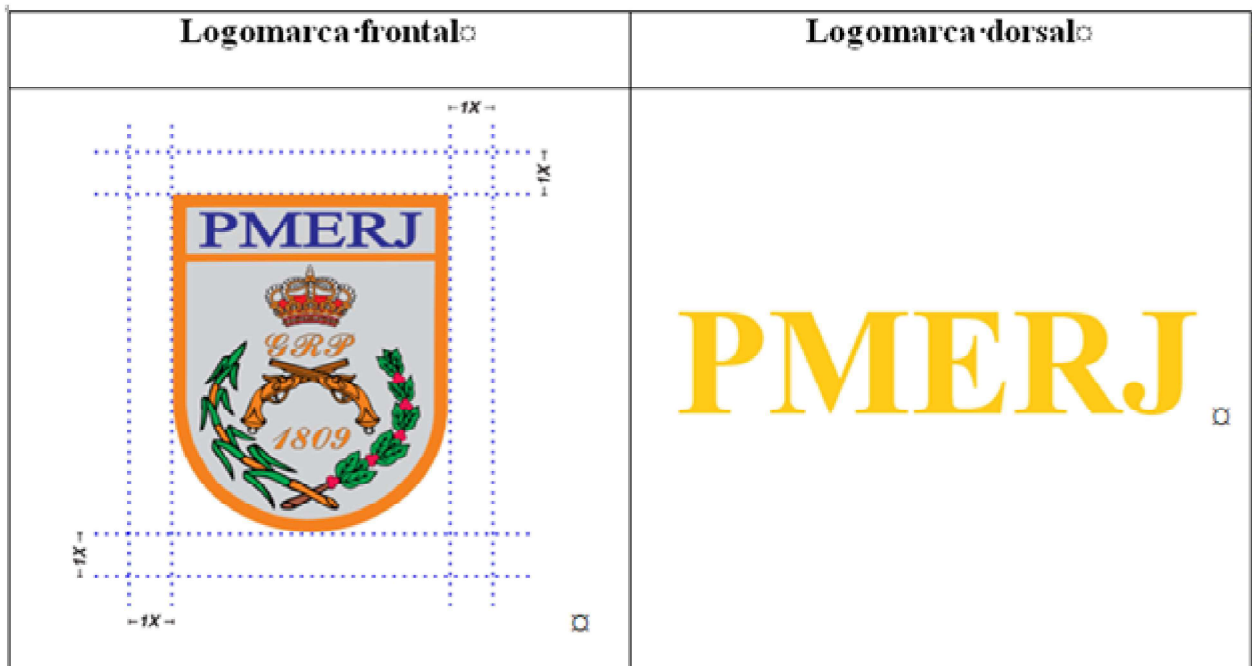 Logomarca·frontal¤
Logomarca·dorsal¤
1X
1X
PMERJ
GRP
1809
1X
1X
¤
PMERJ ¤